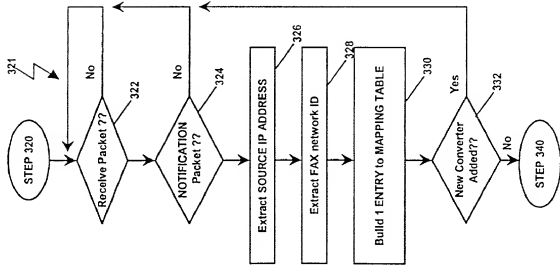 STEP 320
321
Receive Packet ??
322
No
NOTIFICATION
Packet ??
324
No
Extract SOURCE IP ADDRESS
326
Extract FAX network ID
328
Build 1 ENTRY to MAPPING TABLE
330
New Converter
Added??
332
Yes
No
STEP 340